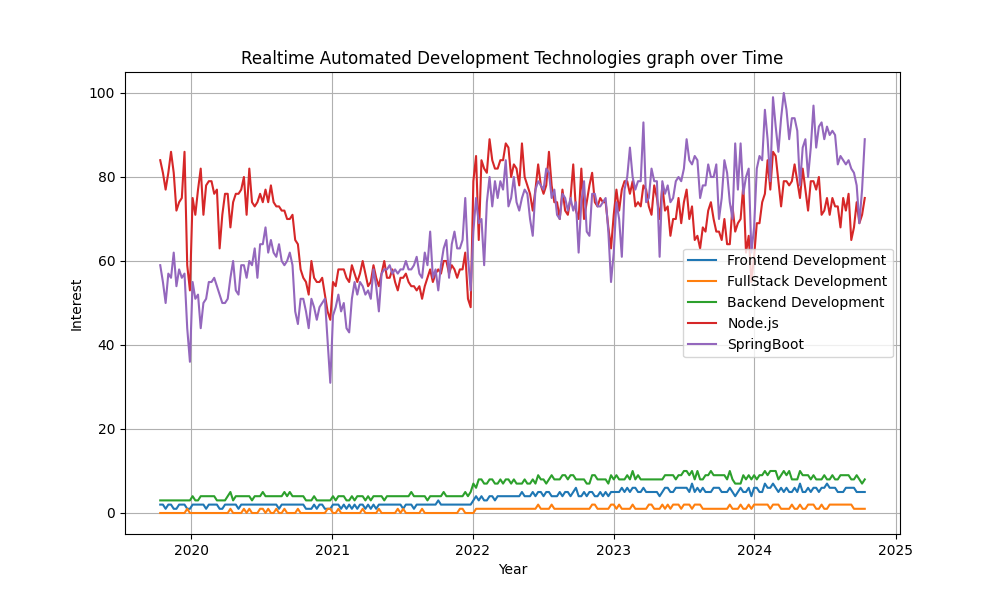 Realtime Automated Development Technologies graph over Time
100
80
60
40
20
0
Interest
Frontend Development
FullStack Development
Backend Development
Node.js
SpringBoot
2020 2021 2022 2023 2024 2025
Year